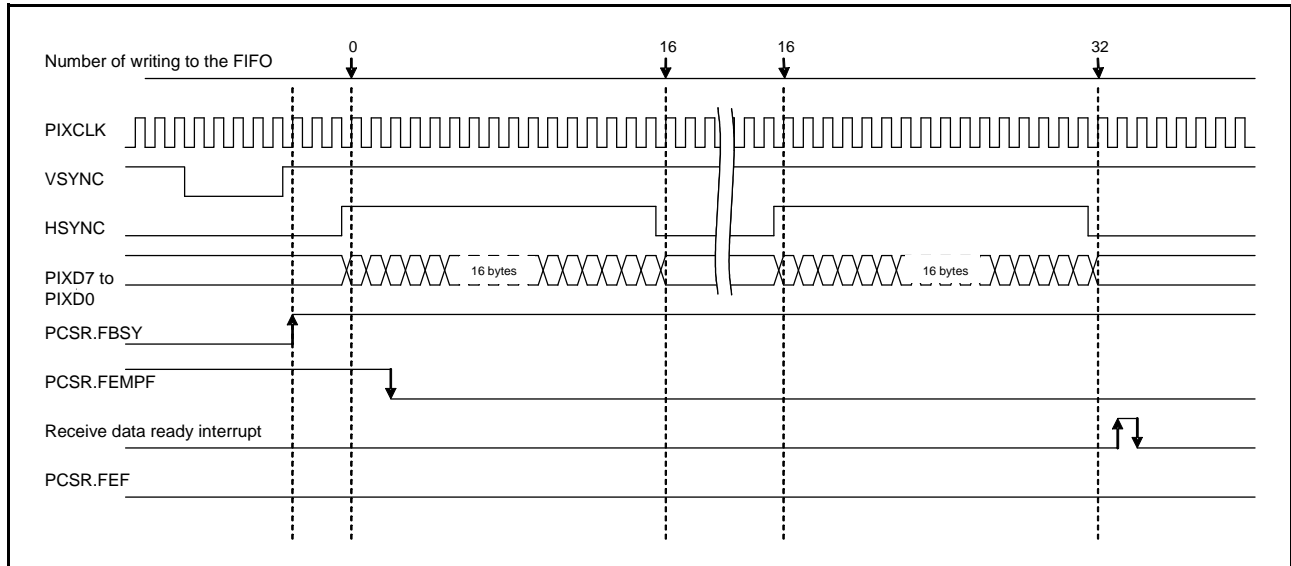 0 16 16 32
Number of writing to the FIFO
PIXCLK
VSYNC
HSYNC
16 bytes 16 bytes
PIXD7 to
PIXD0
PCSR.FBSY
PCSR.FEMPF
Receive data ready interrupt
PCSR.FEF